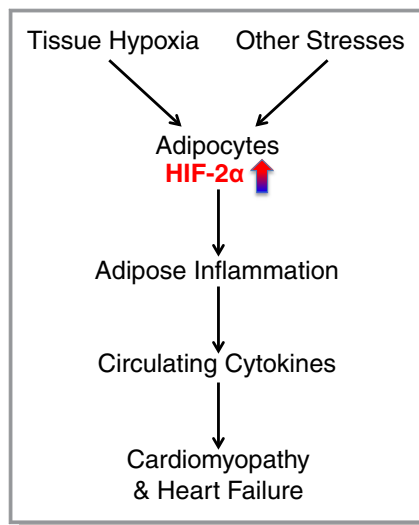 Tissue Hypoxia Other Stresses
Adipocytes
HIF-2α
Adipose Inflammation
Circulating Cytokines
Cardiomyopathy
& Heart Failure